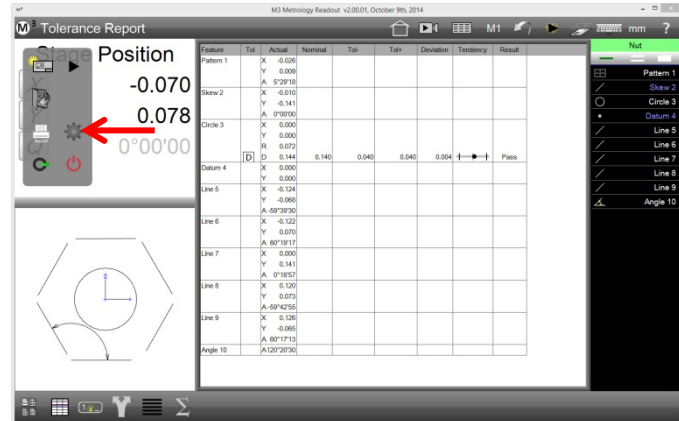 M³ M3 Metrology Readout v2.00.01, October 9th, 2014
M³ Tolerance Report M1 mm ?
Stage Position
-0.070
0.078
0°00'00
Feature Tol Actual Nominal Tol- Tol+ Deviation Tendency Result
Pattern 1 X -0.026
Y 0.009
A 5°29'18
Skew 2 X -0.010
Y -0.141
A 0°00'00
Circle 3 X 0.000
Y 0.000
R 0.072
D D 0.144 0.140 0.040 0.040 0.004 Pass
Datum 4 X 0.000
Y 0.000
Line 5 X -0.124
Y -0.068
A -59°39'30
Line 6 X -0.122
Y 0.070
A 60°19'17
Line 7 X 0.000
Y 0.141
A 0°18'57
Line 8 X 0.120
Y 0.073
A -59°42'55
Line 9 X 0.126
Y -0.065
A 60°17'13
Angle 10 A120°20'30
Nut
Pattern 1
Skew 2
Circle 3
Datum 4
Line 5
Line 6
Line 7
Line 8
Line 9
Angle 10